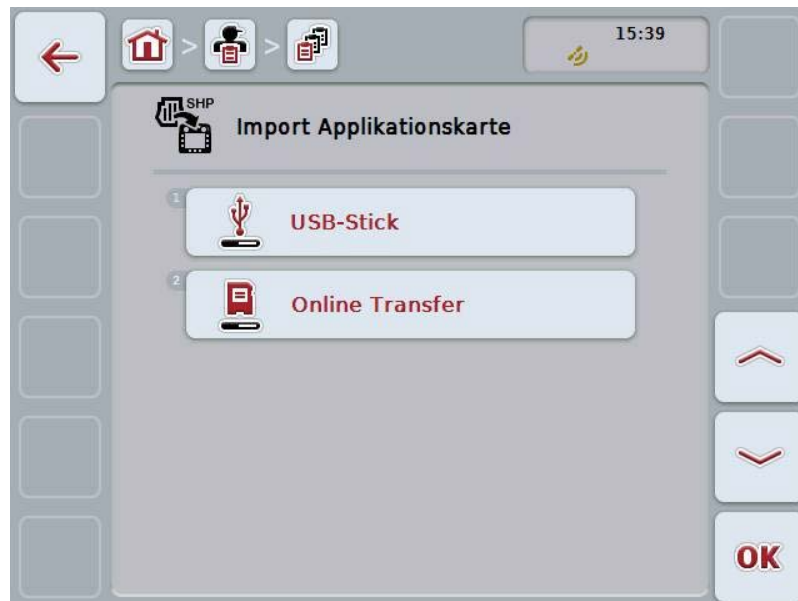 > >
15:39
SHP
Import Applikationskarte
1
USB-Stick
2
Online Transfer
OK